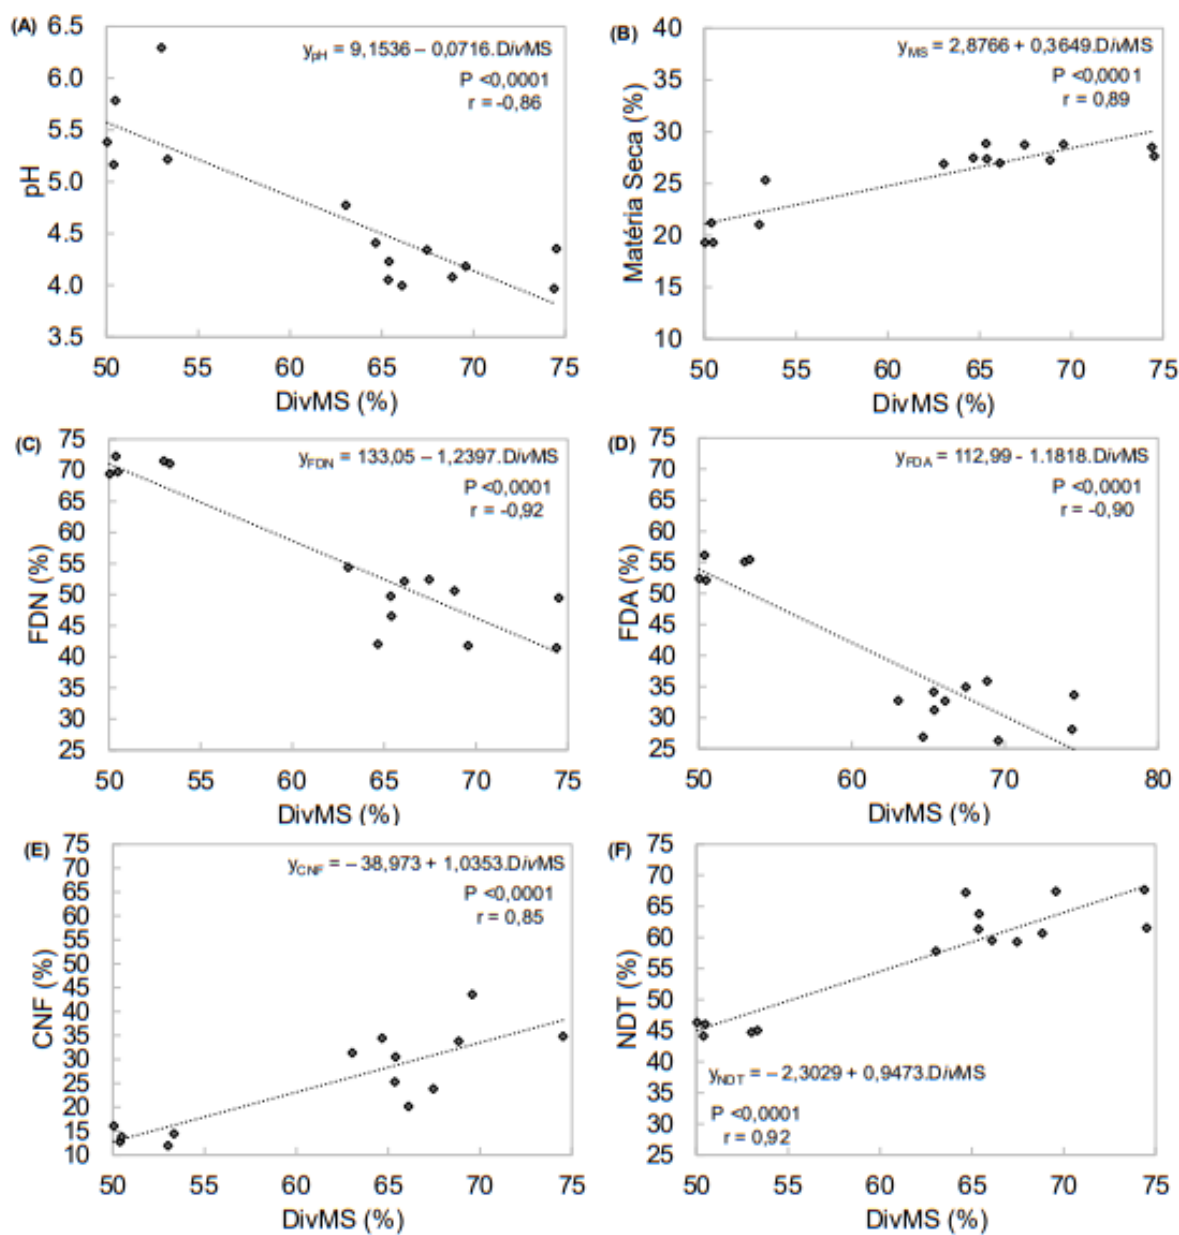 (A)
6.5
6.0
5.5
5.0
4.5
4.0
3.5
pH
y_pH = 9,1536 – 0,0716.DivMS
P <0,0001
r = -0,86
50 55 60 65 70 75
DivMS (%)
(B)
40
35
30
25
20
15
10
Matéria Seca (%)
y_MS = 2,8766 + 0,3649.DivMS
P <0,0001
r = 0,89
50 55 60 65 70 75
DivMS (%)
(C)
75
70
65
60
55
50
45
40
35
30
25
FDN (%)
y_FDN = 133,05 – 1,2397.DivMS
P <0,0001
r = -0,92
50 55 60 65 70 75
DivMS (%)
(D)
75
70
65
60
55
50
45
40
35
30
25
FDA (%)
y_FDA = 112,99 - 1.1818.DivMS
P <0,0001
r = -0,90
50 60 70 80
DivMS (%)
(E)
75
70
65
60
55
50
45
40
35
30
25
20
15
10
CNF (%)
y_CNF = – 38,973 + 1,0353.DivMS
P <0,0001
r = 0,85
50 55 60 65 70 75
DivMS (%)
(F)
75
70
65
60
55
50
45
40
35
30
25
NDT (%)
y_NDT = – 2,3029 + 0,9473.DivMS
P <0,0001
r = 0,92
50 55 60 65 70 75
DivMS (%)